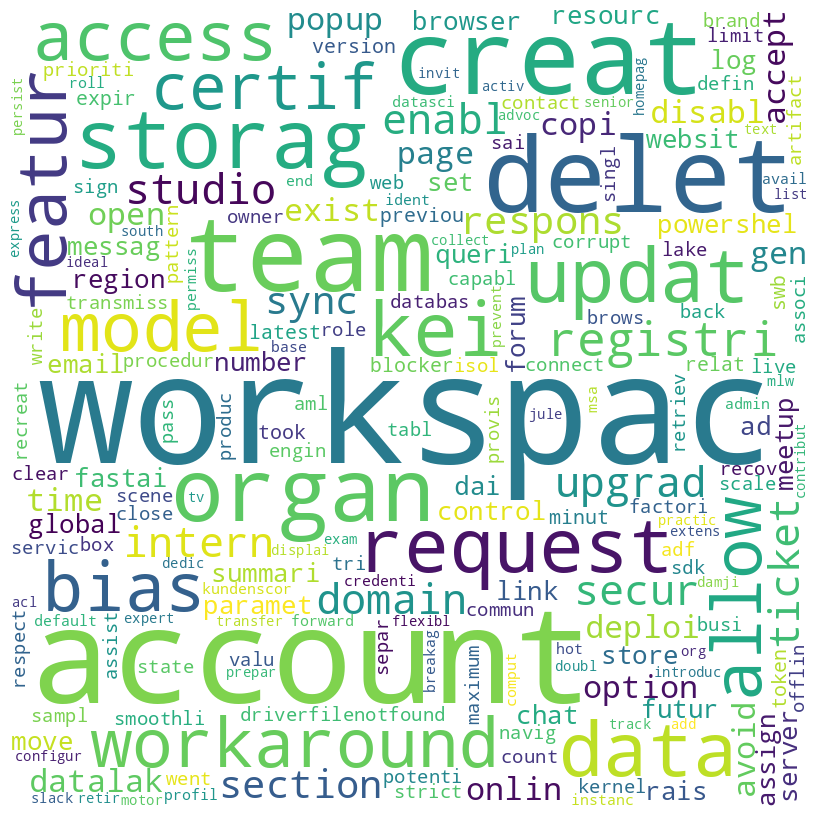 access
popup
browser
resourc
brand
limit
accept
creat
version
log
prioriti
roll
invit
activ
homepag
certif
expir
datasci
contact
senior
defin
persist
advoc
text
artifact
featur
storag
enabl
copi
disabl
delet
sai
websit
singl
page
studio
set
sign
end
web
ident
avail
list
open
owner
exist
previou
respons
powershel
express
south
team
messag
pattern
permiss
collect
plan
corrupt
lake
gen
ideal
queri
updat
region
sync
capabl
transmiss
model
kei
databas
prevent
forum
brows
back
swb
associ
latest
role
registri
write
email
procedur
number
base
blocker
isol
connect
relat
live
mlw
workspac
recreat
pass
produc
aml
tabl
jule
msa
provis
retriev
admin
contribut
took
engin
ad
meetup
clear
fastai
scene
tv
organ
dai
upgrad
recov
scale
time
close
control
minut
factori
global
box
intern
exam
request
practic
extens
allow
ticket
servic
dedic
displai
tri
adf
sdk
acl
bias
summari
credenti
link
secur
damji
kundenscor
paramet
domain
commun
default
expert
transfer
forward
flexibl
deploi
busi
respect
assist
account
separ
breakag
hot
org
store
doubl
introduc
state
valu
prepar
maximum
comput
option
token
offlin
sampl
smoothli
driverfilenotfound
chat
futur
navig
track
add
move
workaround
data
avoid
assign
server
count
configur
datalak
went
section
potenti
onlin
kernel
rais
strict
slack
retir
motor
profil
instanc